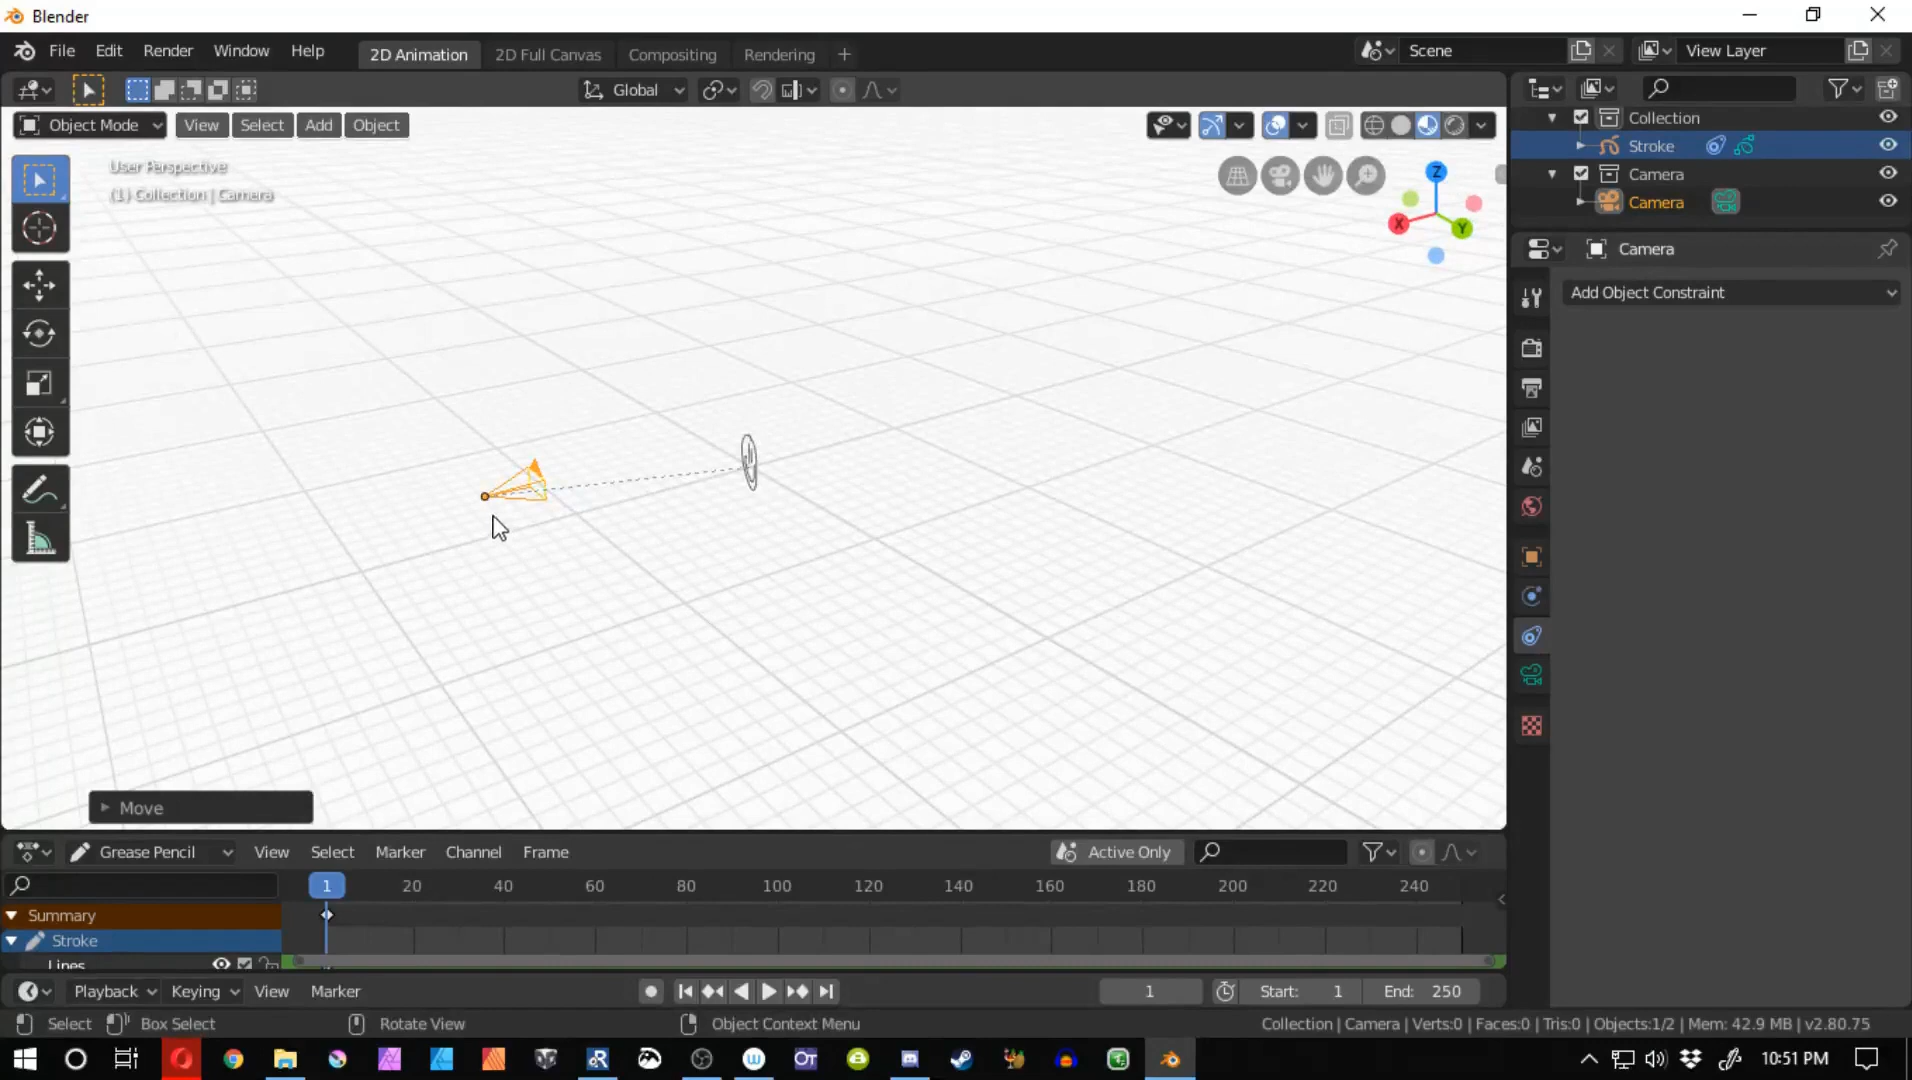 Blender
File Edit Render Window Help 2D Animation 2D Full Canvas Compositing Rendering + Scene View Layer
Global
Object Mode View Select Add Object
User Perspective
(1) Collection | Camera
Z
X
Y
Collection
Stroke
Camera
Camera
Camera
Add Object Constraint
Move
Grease Pencil View Select Marker Channel Frame Active Only
1 20 40 60 80 100 120 140 160 180 200 220 240
Summary
Stroke
Lines
Playback Keying View Marker 1 Start: 1 End: 250
Select Box Select Rotate View Object Context Menu Collection | Camera | Verts:0 | Faces:0 | Tris:0 | Objects:1/2 | Mem: 42.9 MB | v2.80.75
10:51 PM